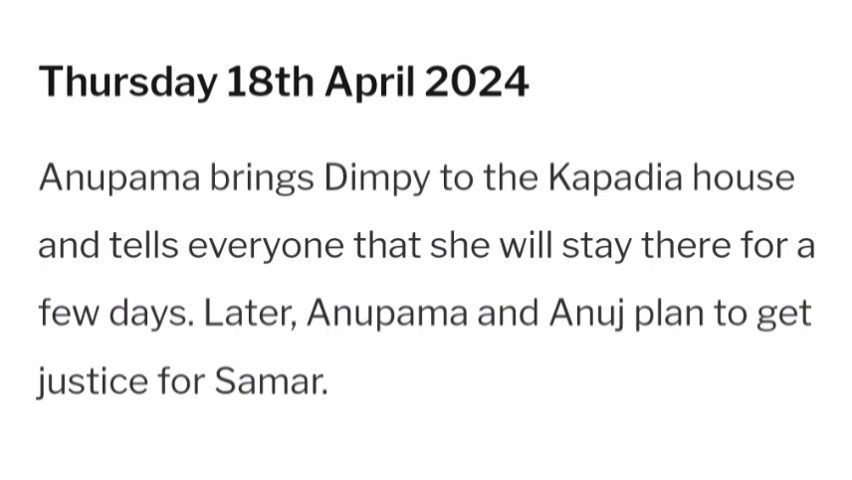 Thursday 18th April 2024
Anupama brings Dimpy to the Kapadia house
and tells everyone that she will stay there for a
few days. Later, Anupama and Anuj plan to get
justice for Samar.